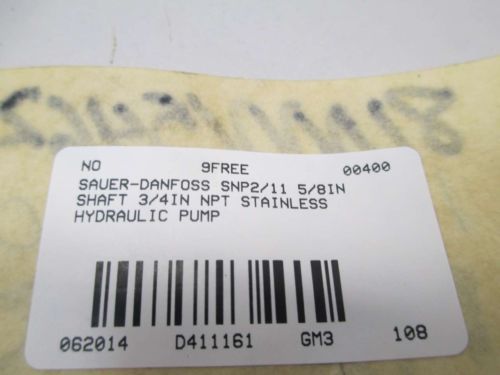 NO 9FREE 00400
SAUER-DANFOSS SNP2/11 5/8IN
SHAFT 3/4IN NPT STAINLESS
HYDRAULIC PUMP
062014 D411161 GM3 108